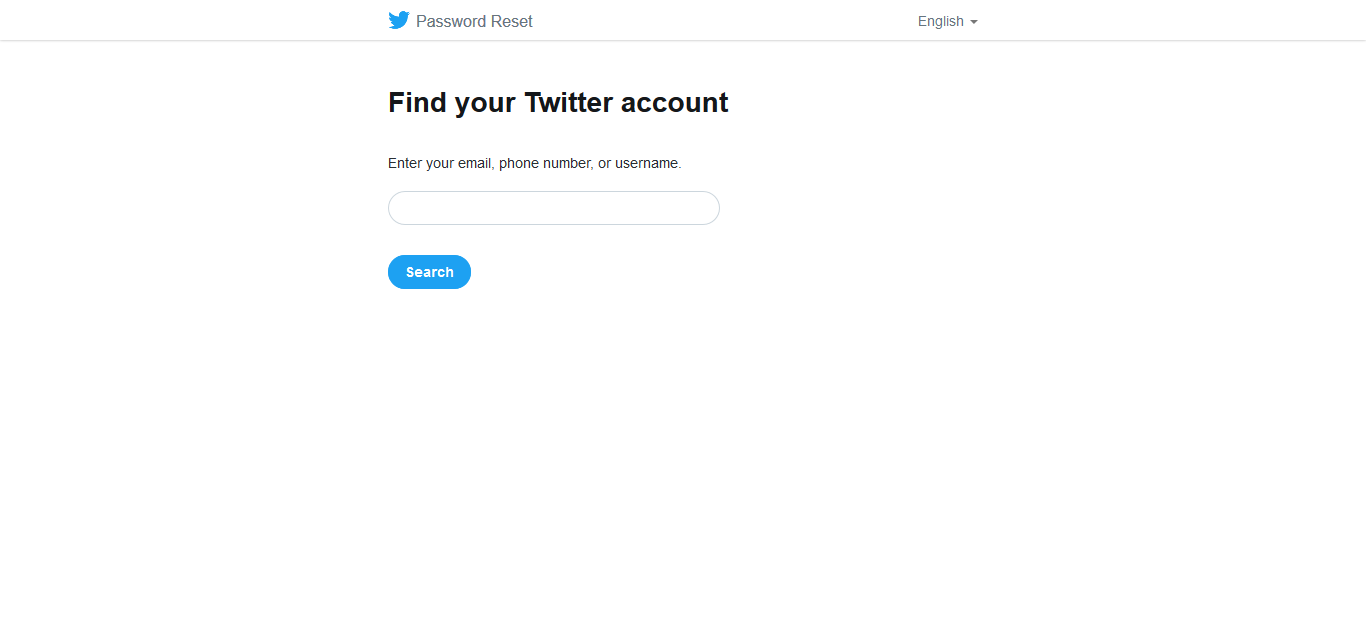 Password Reset
English
Find your Twitter account
Enter your email, phone number, or username.
Search